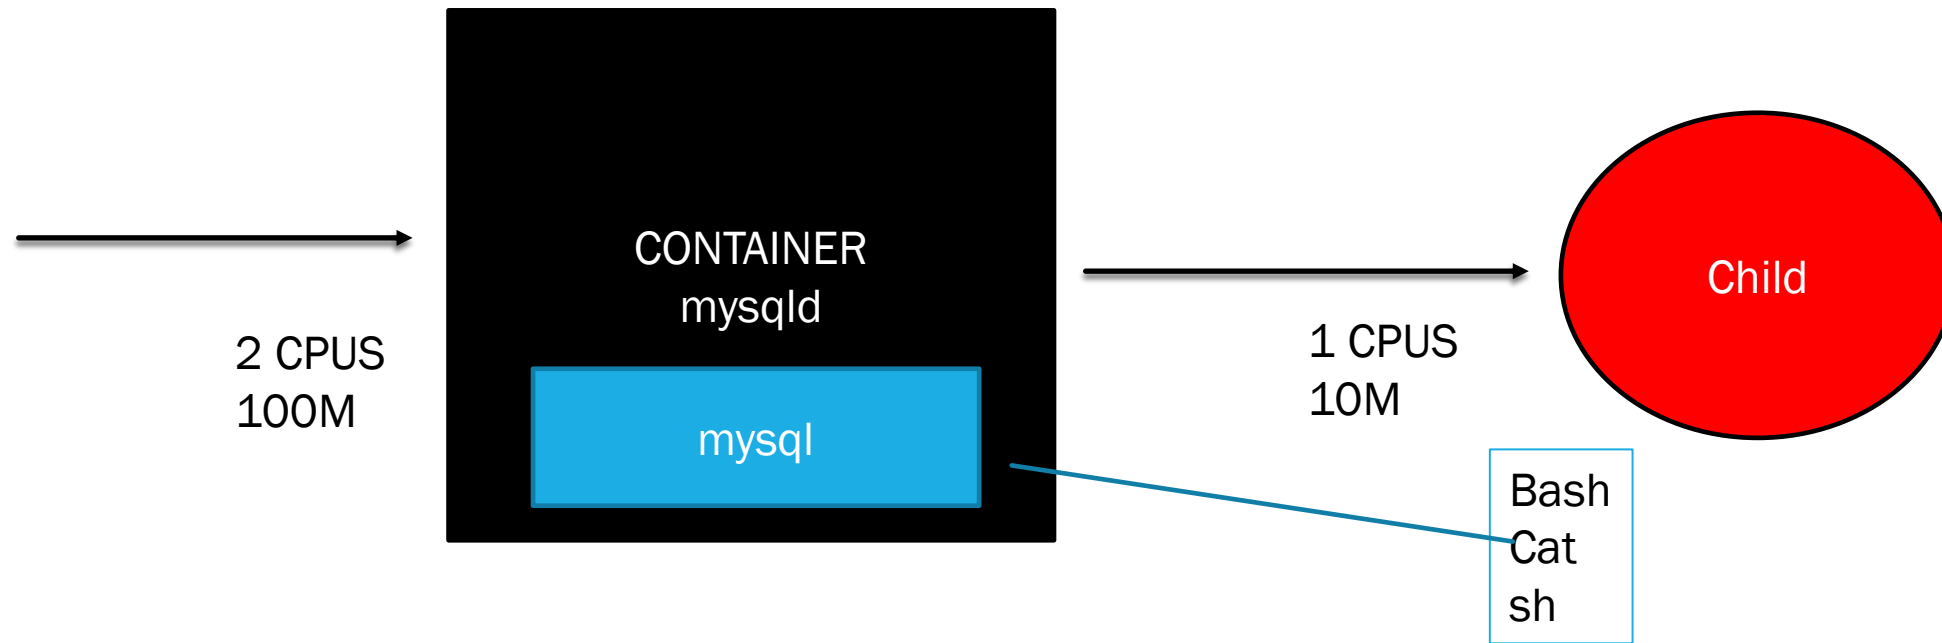 CONTAINER
mysqld
mysql
2 CPUS
100M
1 CPUS
10M
Child
Bash
Cat
sh